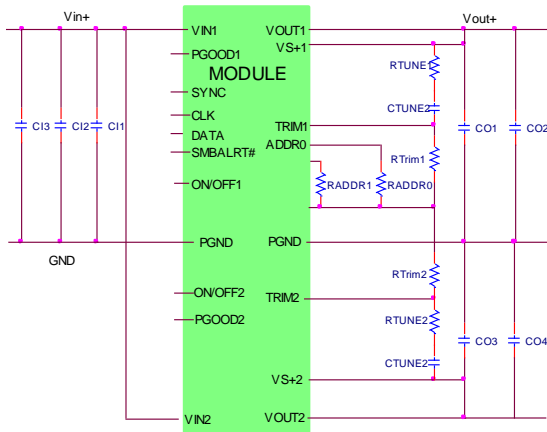 Vin+
Vout+
VIN1
VOUT1
VS+1
PGOOD1
RTUNE1
MODULE
SYNC
CTUNE2
CLK
TRIM1
CI3
CI2
CI1
CO1
CO2
DATA
ADDR0
SMBALRT#
RTrim1
ON/OFF1
RADDR1
RADDR0
PGND
PGND
GND
RTrim2
ON/OFF2
TRIM2
PGOOD2
RTUNE2
CO3
CO4
CTUNE2
VS+2
VIN2
VOUT2